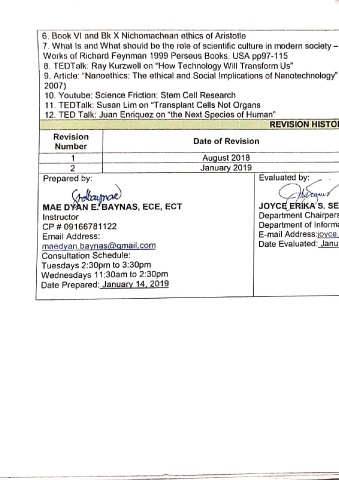 6. Book VI and Bk X Nichomachean ethics of Aristotle
7. What Is and What should be the role of scientific culture in modern society –
Works of Richard Feynman 1999 Perseus Books. USA pp97-115
8. TEDTalk: Ray Kurzwell on “How Technology Will Transform Us”
9. Article: “Nanoethics: The ethical and Social Implications of Nanotechnology”
2007)
10. Youtube: Science Friction: Stem Cell Research
11. TEDTalk: Susan Lim on “Transplant Cells Not Organs
12. TED Talk: Juan Enriquez on “the Next Species of Human”
REVISION HISTO
Revision Number Date of Revision
1 August 2018
2 January 2019
Prepared by: Evaluated by:
MAE DYAN E. BAYNAS, ECE, ECT JOYCE ERIKA S. SE
Instructor Department Chairpers
CP # 09166781122 Department of Informa
Email Address: E-mail Address:joyce.
maedyan.baynas@gmail.com Date Evaluated: Janu
Consultation Schedule:
Tuesdays 2:30pm to 3:30pm
Wednesdays 11:30am to 2:30pm
Date Prepared: January 14, 2019